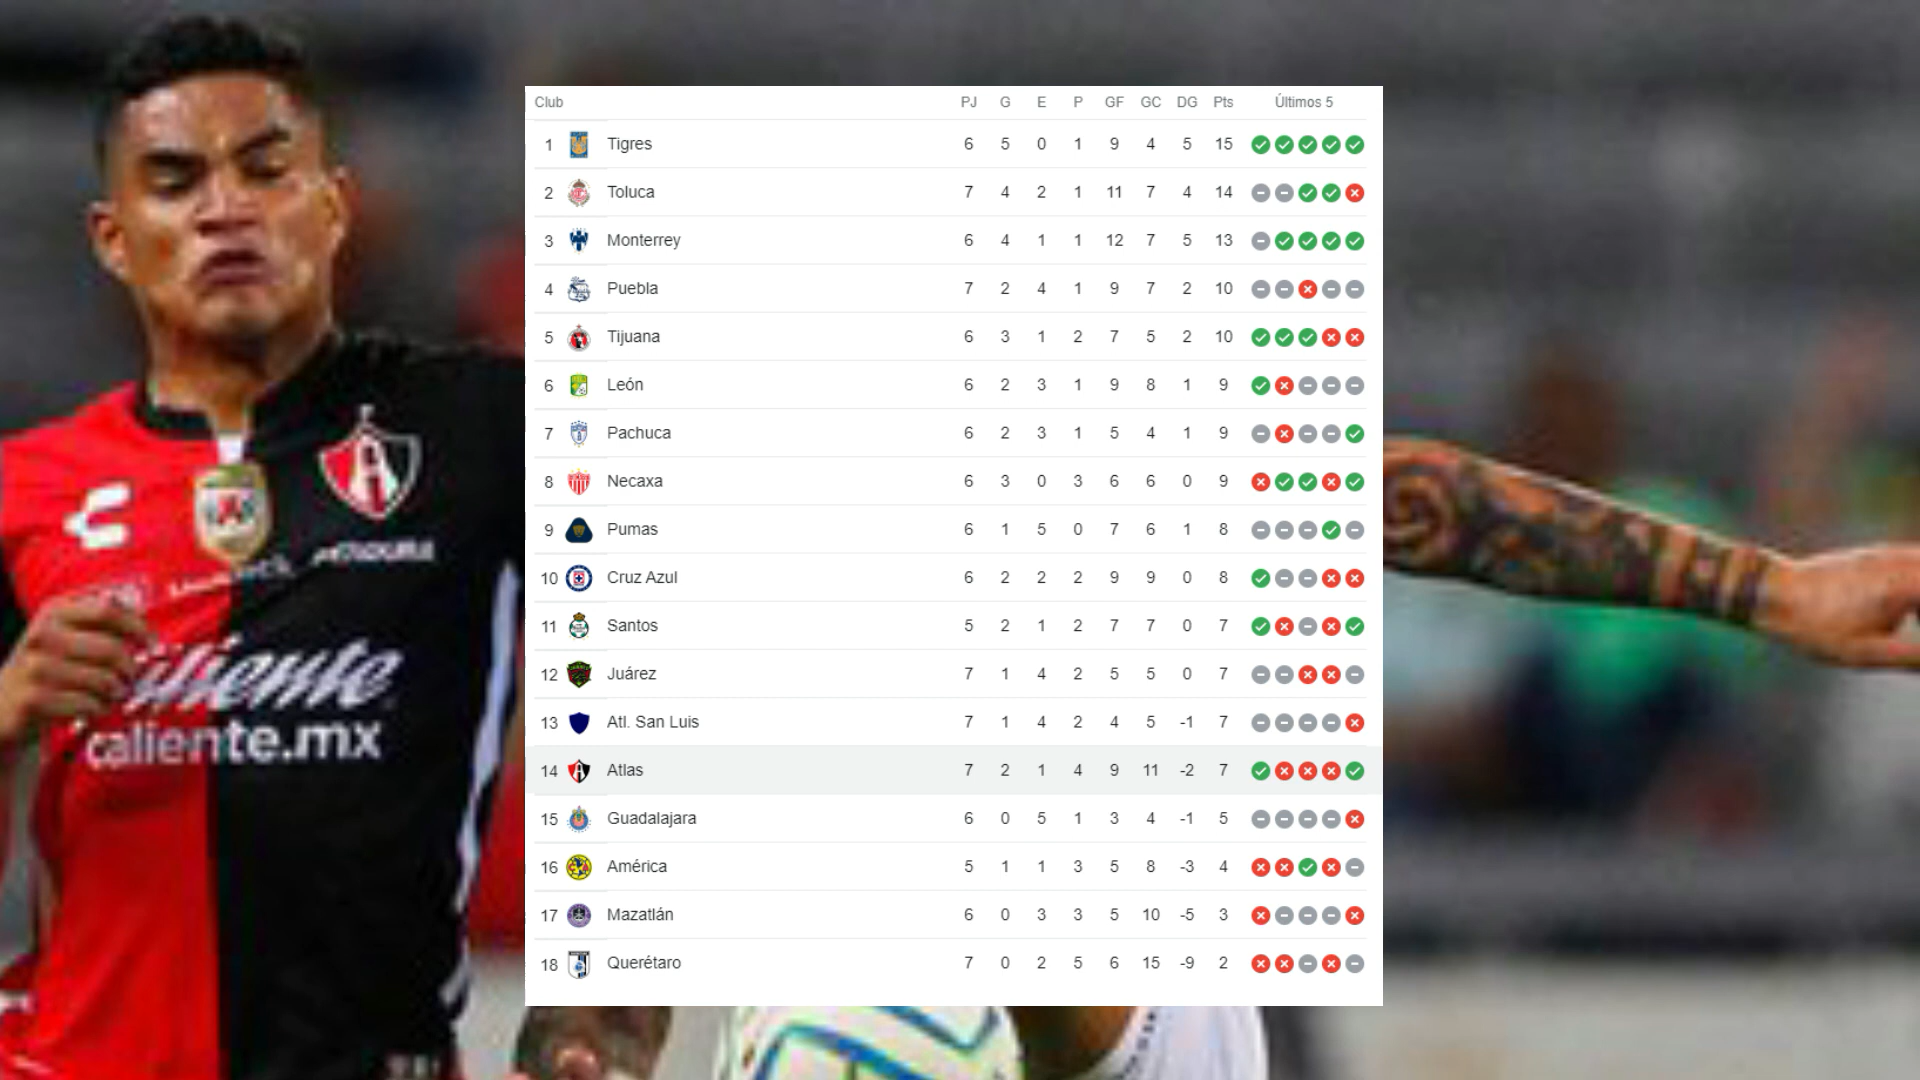 Club PJ G E P GF GC DG Pts Últimos 5
1 Tigres 6 5 0 1 9 4 5 15
2 Toluca 7 4 2 1 11 7 4 14
3 Monterrey 6 4 1 1 12 7 5 13
4 Puebla 7 2 4 1 9 7 2 10
5 Tijuana 6 3 1 2 7 5 2 10
6 León 6 2 3 1 9 8 1 9
7 Pachuca 6 2 3 1 5 4 1 9
8 Necaxa 6 3 0 3 6 6 0 9
9 Pumas 6 1 5 0 7 6 1 8
10 Cruz Azul 6 2 2 2 9 9 0 8
11 Santos 5 2 1 2 7 7 0 7
12 Juárez 7 1 4 2 5 5 0 7
13 Atl. San Luis 7 1 4 2 4 5 -1 7
14 Atlas 7 2 1 4 9 11 -2 7
15 Guadalajara 6 0 5 1 3 4 -1 5
16 América 5 1 1 3 5 8 -3 4
17 Mazatlán 6 0 3 3 5 10 -5 3
18 Querétaro 7 0 2 5 6 15 -9 2
A
caliente.mx